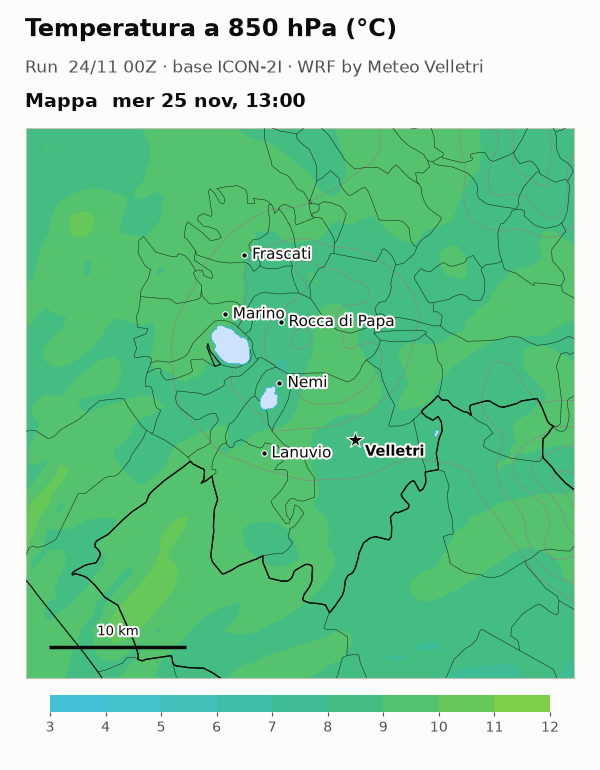 Temperatura a 850 hPa (°C)
Run 24/11 00Z · base ICON-2I · WRF by Meteo Velletri
Mappa mer 25 nov, 13:00
Frascati
Marino
Rocca di Papa
Nemi
Velletri
Lanuvio
10 km
3 4 5 6 7 8 9 10 11 12